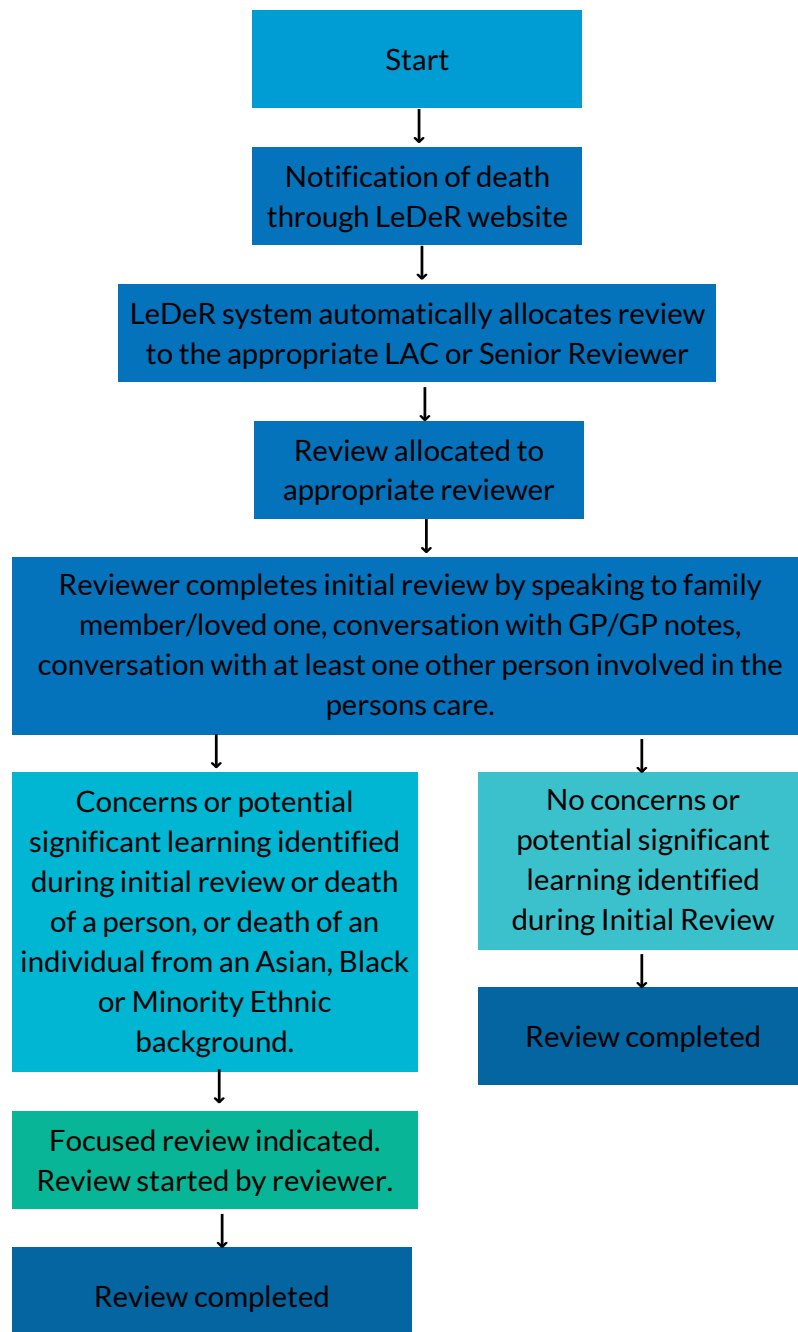 Start
Notification of death
through LeDeR website
LeDeR system automatically allocates review
to the appropriate LAC or Senior Reviewer
Review allocated to
appropriate reviewer
Reviewer completes initial review by speaking to family
member/loved one, conversation with GP/GP notes,
conversation with at least one other person involved in the
persons care.
Concerns or potential
significant learning identified
during initial review or death
of a person, or death of an
individual from an Asian, Black
or Minority Ethnic
background.
No concerns or
potential significant
learning identified
during Initial Review
Review completed
Focused review indicated.
Review started by reviewer.
Review completed